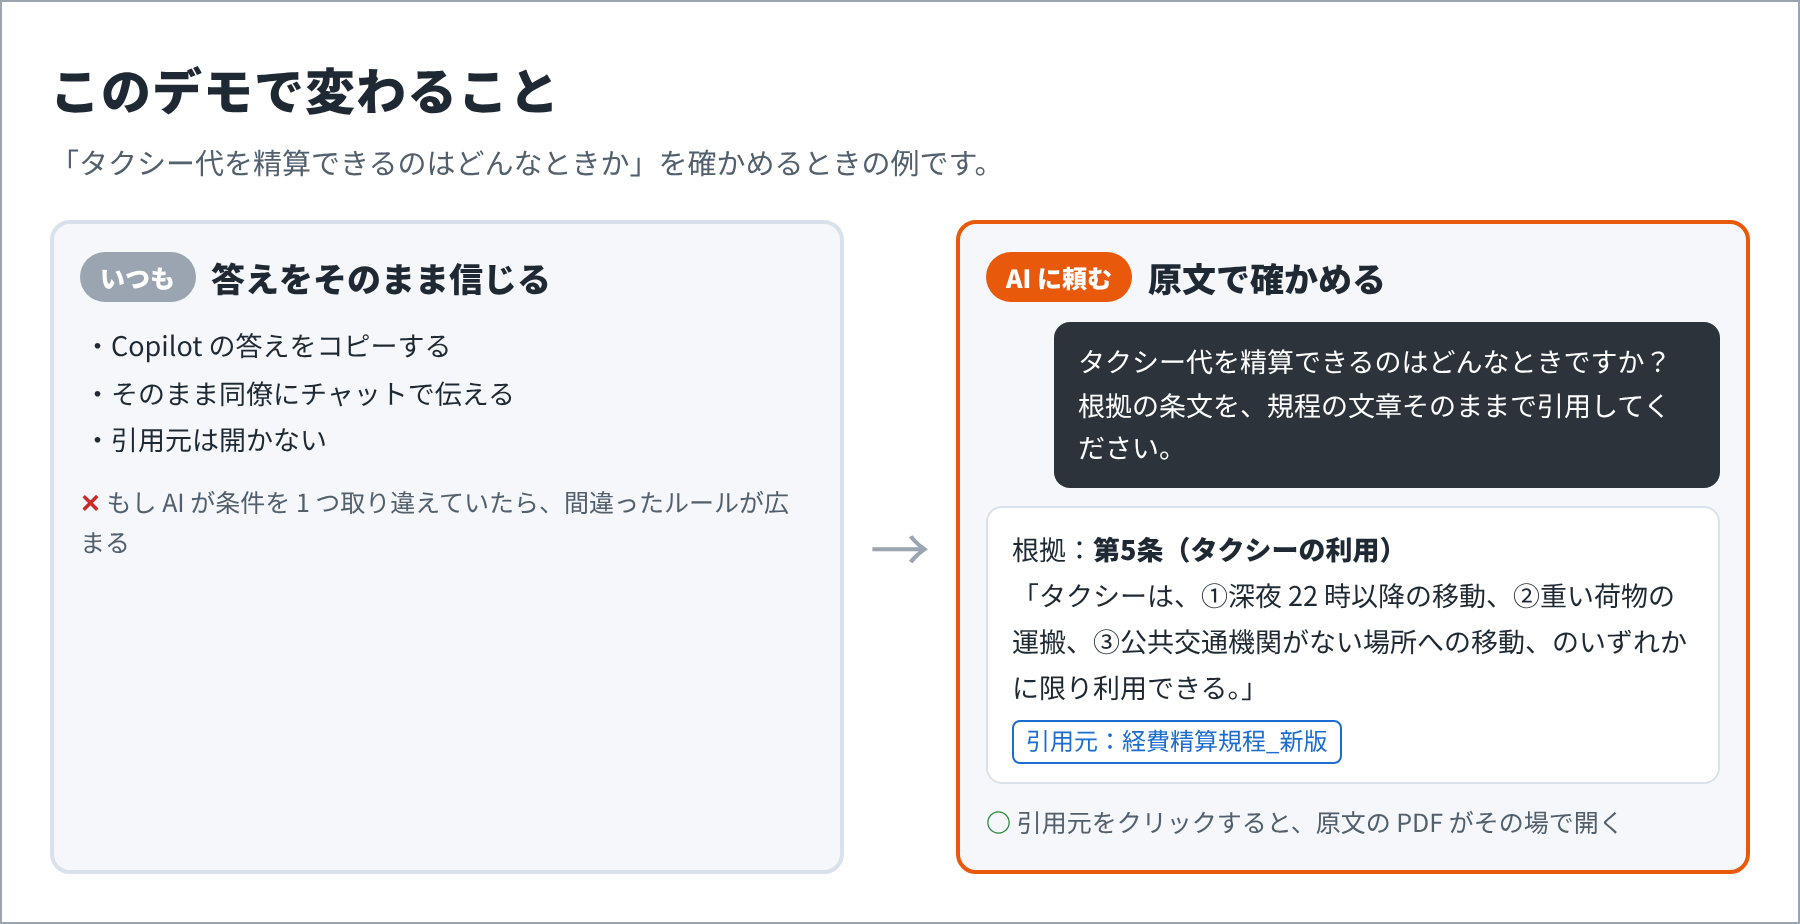 このデモで変わること
「タクシー代を精算できるのはどんなときか」を確かめるときの例です。
いつも 答えをそのまま信じる
・Copilot の答えをコピーする
・そのまま同僚にチャットで伝える
・引用元は開かない
× もし AI が条件を 1 つ取り違えていたら、間違ったルールが広
まる
→
AI に頼む 原文で確かめる
タクシー代を精算できるのはどんなときですか？
根拠の条文を、規程の文章そのままで引用してく
ださい。
根拠：第5条（タクシーの利用）
「タクシーは、①深夜 22 時以降の移動、②重い荷物の
運搬、③公共交通機関がない場所への移動、のいずれか
に限り利用できる。」
引用元：経費精算規程_新版
○ 引用元をクリックすると、原文の PDF がその場で開く